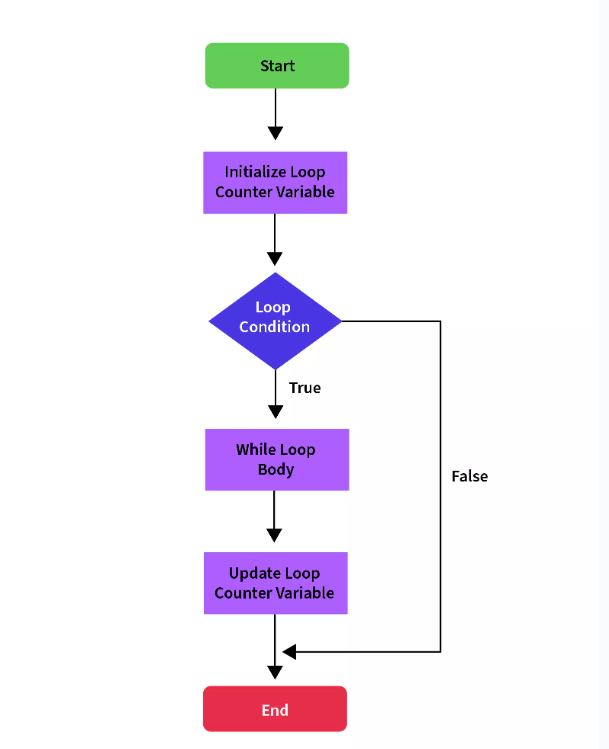 Start
Initialize Loop
Counter Variable
Loop
Condition
True
While Loop
Body
False
Update Loop
Counter Variable
End